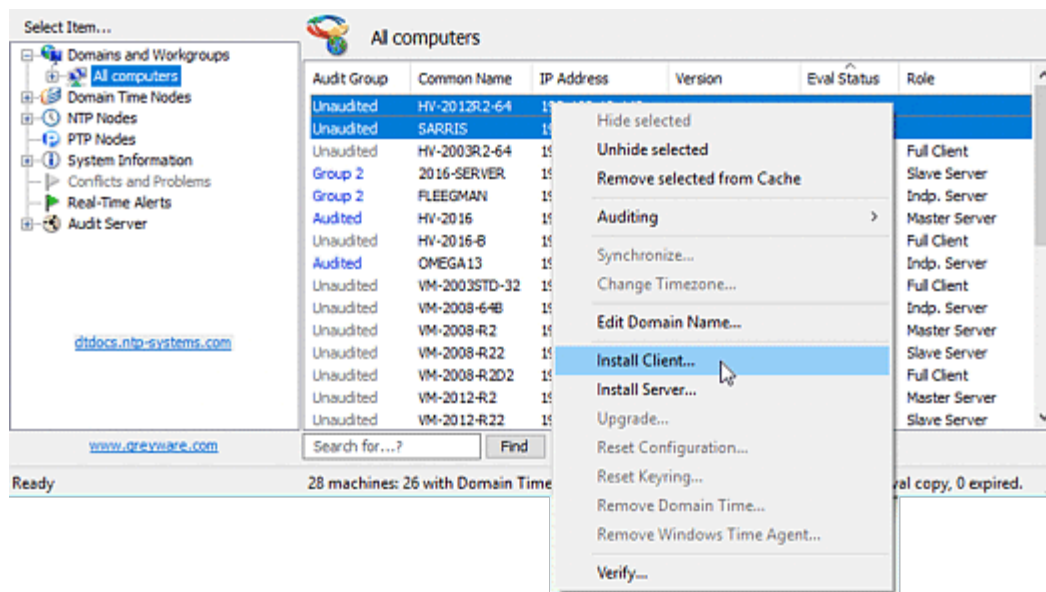 Select Item...
Domains and Workgroups
All computers
Domain Time Nodes
NTP Nodes
PTP Nodes
System Information
Conflicts and Problems
Real-Time Alerts
Audit Server
dtdocs.ntp-systems.com
www.greyware.com
All computers
Audit Group Common Name IP Address Version Eval Status Role
Unaudited HV-2012R2-64
Unaudited SARRIS
Unaudited HV-2003R2-64 Full Client
Group 2 2016-SERVER Slave Server
Group 2 FLEEGMAN Indp. Server
Audited HV-2016 Master Server
Unaudited HV-2016-B Full Client
Audited OMEGA13 Indp. Server
Unaudited VM-2003STD-32 Full Client
Unaudited VM-2008-64B Indp. Server
Unaudited VM-2008-R2 Master Server
Unaudited VM-2008-R22 Slave Server
Unaudited VM-2008-R2D2 Full Client
Unaudited VM-2012-R2 Master Server
Unaudited VM-2012-R22 Slave Server
Hide selected
Unhide selected
Remove selected from Cache
Auditing
Synchronize...
Change Timezone...
Edit Domain Name...
Install Client...
Install Server...
Upgrade...
Reset Configuration...
Reset Keyring...
Remove Domain Time...
Remove Windows Time Agent...
Verify...
Search for...? Find
Ready 28 machines: 26 with Domain Time val copy, 0 expired.